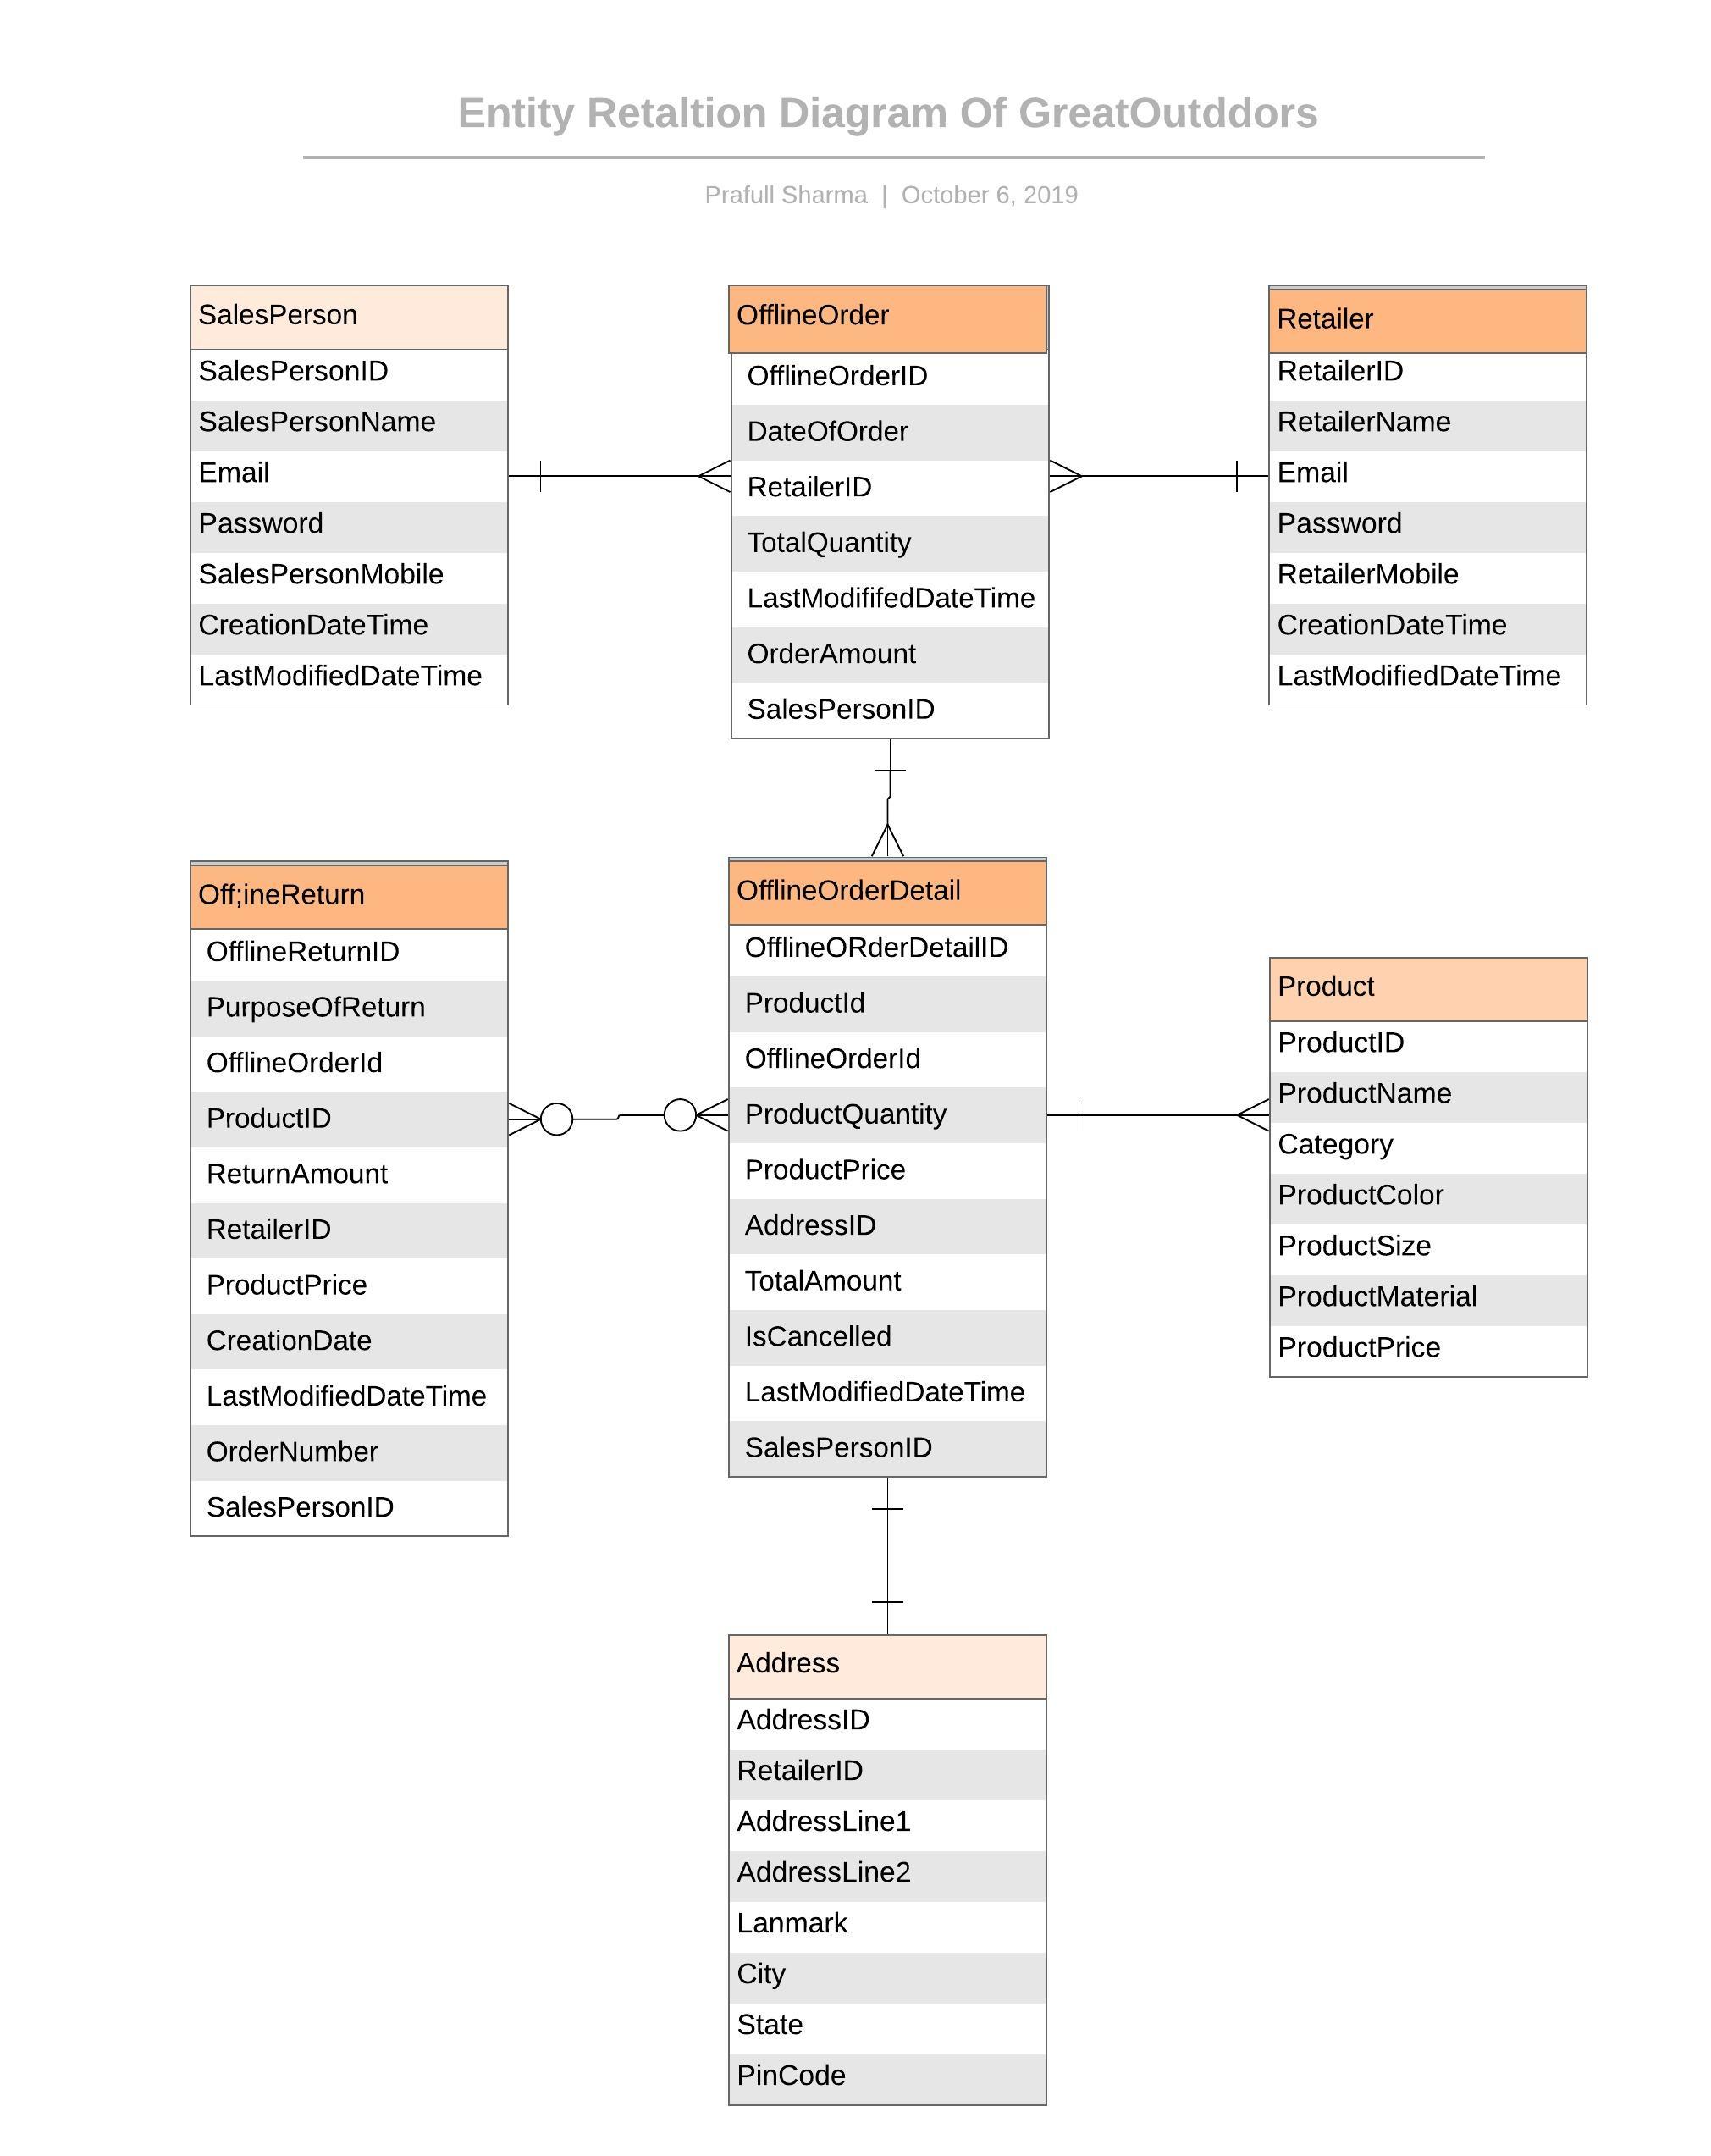 Entity Retaltion Diagram Of GreatOutddors
Prafull Sharma | October 6, 2019
SalesPerson
SalesPersonID
SalesPersonName
Email
Password
SalesPersonMobile
CreationDateTime
LastModifiedDateTime
OfflineOrder
OfflineOrderID
DateOfOrder
RetailerID
TotalQuantity
LastModififedDateTime
OrderAmount
SalesPersonID
Retailer
RetailerID
RetailerName
Email
Password
RetailerMobile
CreationDateTime
LastModifiedDateTime
Off;ineReturn
OfflineReturnID
PurposeOfReturn
OfflineOrderId
ProductID
ReturnAmount
RetailerID
ProductPrice
CreationDate
LastModifiedDateTime
OrderNumber
SalesPersonID
OfflineOrderDetail
OfflineORderDetailID
ProductId
OfflineOrderId
ProductQuantity
ProductPrice
AddressID
TotalAmount
IsCancelled
LastModifiedDateTime
SalesPersonID
Product
ProductID
ProductName
Category
ProductColor
ProductSize
ProductMaterial
ProductPrice
Address
AddressID
RetailerID
AddressLine1
AddressLine2
Lanmark
City
State
PinCode